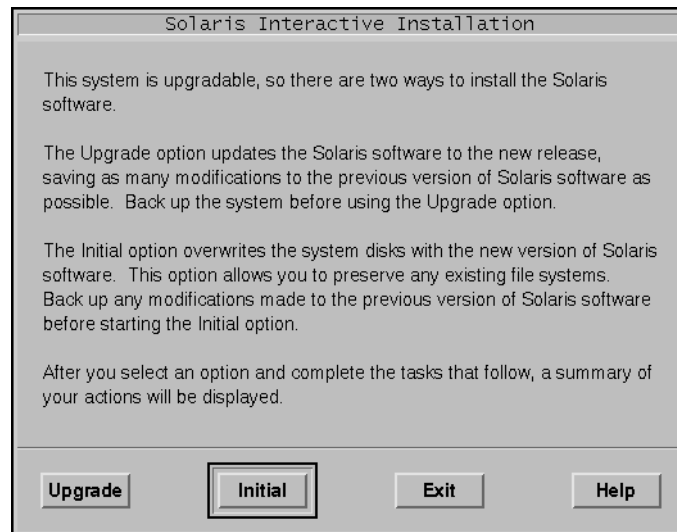 Solaris Interactive Installation
This system is upgradable, so there are two ways to install the Solaris
software.
The Upgrade option updates the Solaris software to the new release,
saving as many modifications to the previous version of Solaris software as
possible.  Back up the system before using the Upgrade option.
The Initial option overwrites the system disks with the new version of Solaris
software.  This option allows you to preserve any existing file systems.
Back up any modifications made to the previous version of Solaris software
before starting the Initial option.
After you select an option and complete the tasks that follow, a summary of
your actions will be displayed.
Upgrade Initial Exit Help